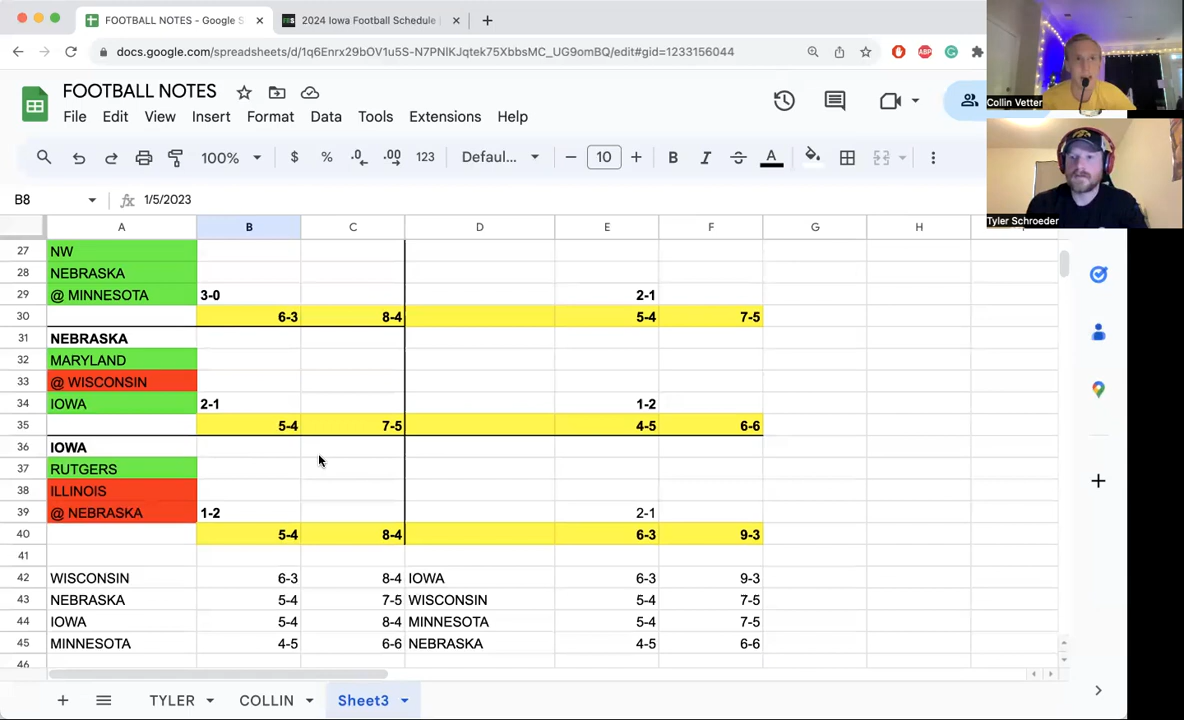 FOOTBALL NOTES - Google S
2024 Iowa Football Schedule
docs.google.com/spreadsheets/d/1q6Enrx29bOV1u5S-N7PNlKJqtek75XbbsMC_UG9omBQ/edit#gid=1233156044
FOOTBALL NOTES
File Edit View Insert Format Data Tools Extensions Help
100% $ % .0 .00 123 Defaul... 10 B I A
B8 fx 1/5/2023
A B C D E F G H
27 NW
28 NEBRASKA
29 @ MINNESOTA 3-0 2-1
30 6-3 8-4 5-4 7-5
31 NEBRASKA
32 MARYLAND
33 @ WISCONSIN
34 IOWA 2-1 1-2
35 5-4 7-5 4-5 6-6
36 IOWA
37 RUTGERS
38 ILLINOIS
39 @ NEBRASKA 1-2 2-1
40 5-4 8-4 6-3 9-3
41
42 WISCONSIN 6-3 8-4 IOWA 6-3 9-3
43 NEBRASKA 5-4 7-5 WISCONSIN 5-4 7-5
44 IOWA 5-4 8-4 MINNESOTA 5-4 7-5
45 MINNESOTA 4-5 6-6 NEBRASKA 4-5 6-6
46
TYLER COLLIN Sheet3
Collin Vetter
Tyler Schroeder
ABP